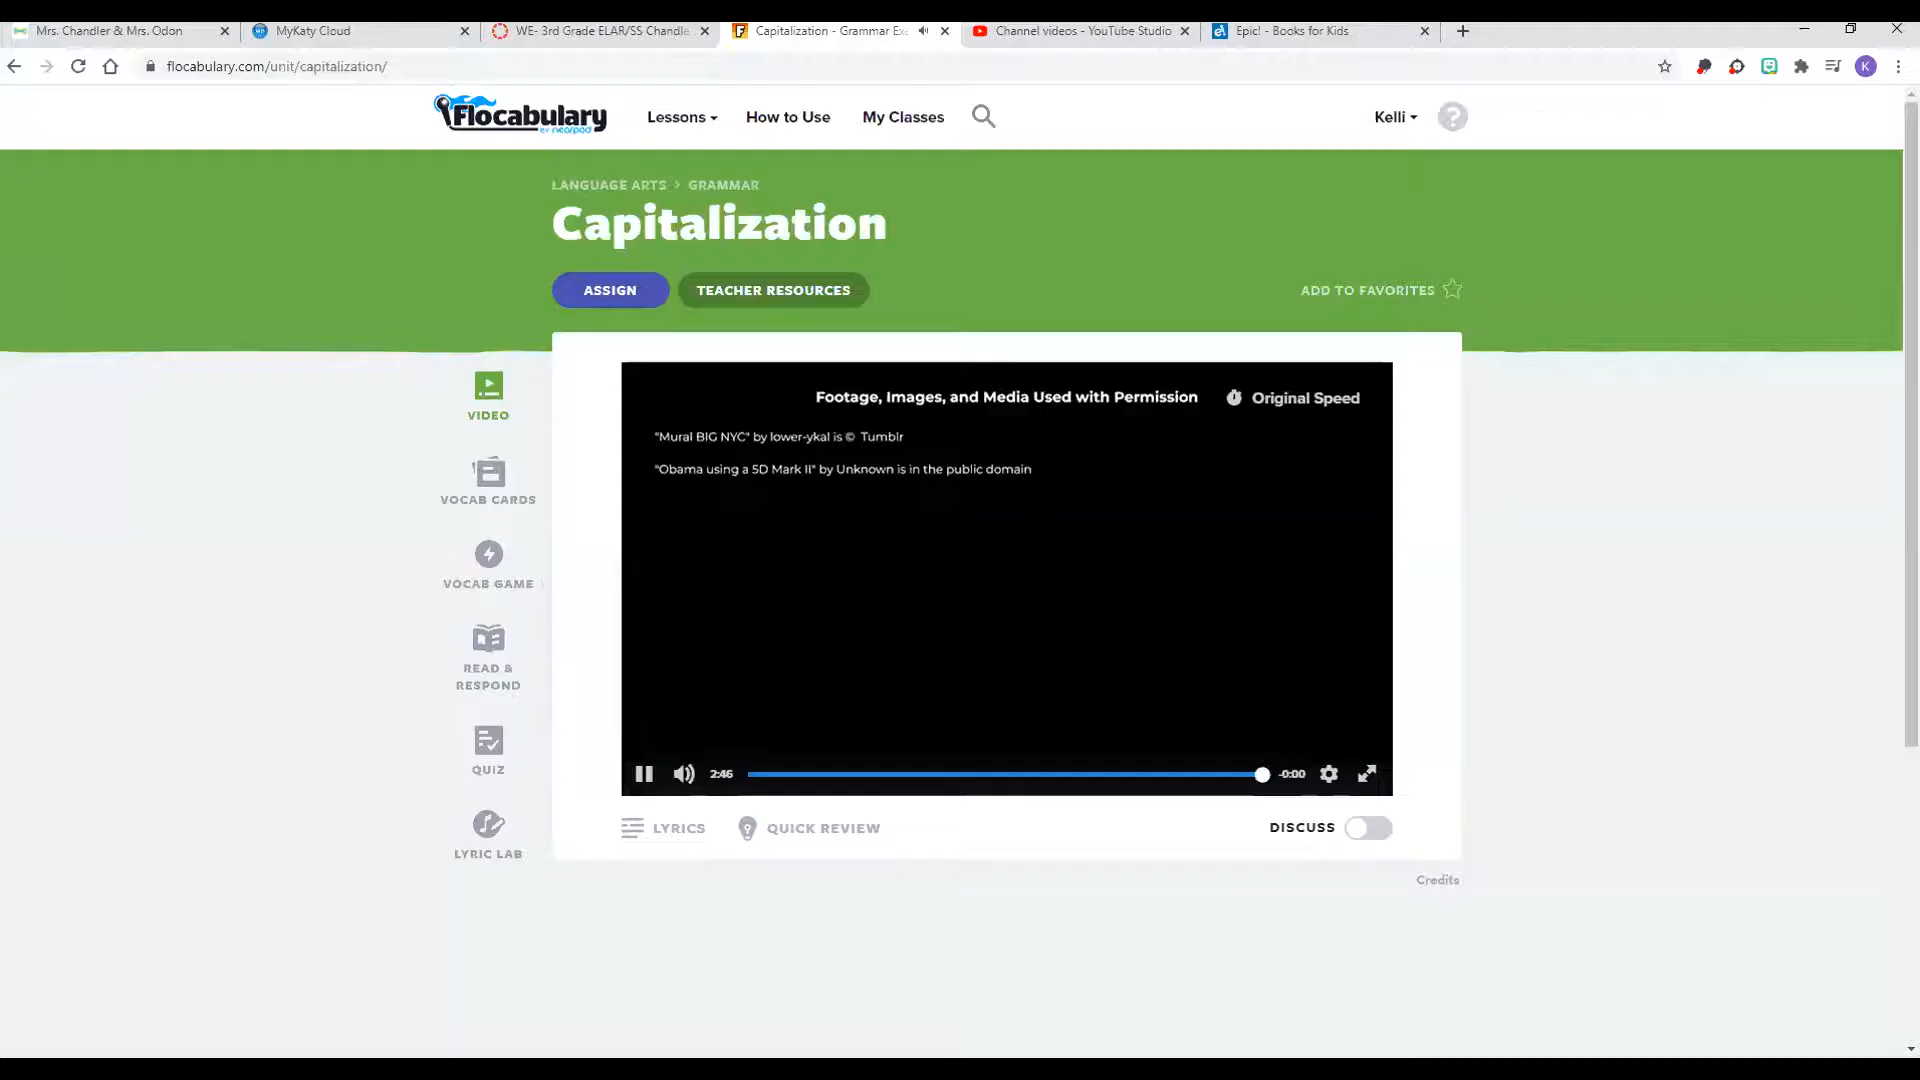 Mrs. Chandler & Mrs. Odon
MyKaty Cloud
WE- 3rd Grade ELAR/SS Chandle
Capitalization - Grammar Exe
Channel videos - YouTube Studio
Epic! - Books for Kids
flocabulary.com/unit/capitalization/
K
Flocabulary
BY nearpod
Lessons
How to Use
My Classes
Kelli
?
LANGUAGE ARTS > GRAMMAR
Capitalization
ASSIGN
TEACHER RESOURCES
ADD TO FAVORITES
VIDEO
VOCAB CARDS
VOCAB GAME
READ &
RESPOND
QUIZ
LYRIC LAB
Footage, Images, and Media Used with Permission
Original Speed
"Mural BIG NYC" by lower-ykal is © Tumblr
"Obama using a 5D Mark II" by Unknown is in the public domain
2:46
-0:00
LYRICS
QUICK REVIEW
DISCUSS
Credits